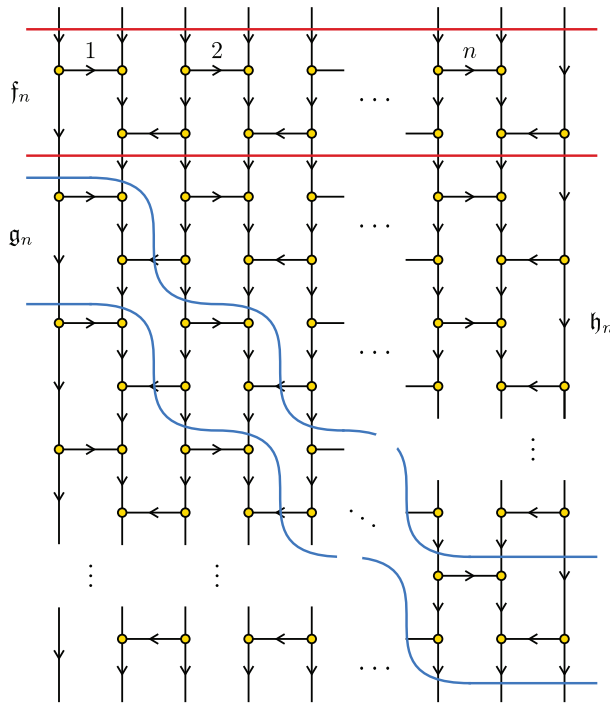 1 2 n
𝔣ₙ
…
𝔤ₙ
…
𝔥ₙ
…
⋮
⋱
⋮ ⋮
…